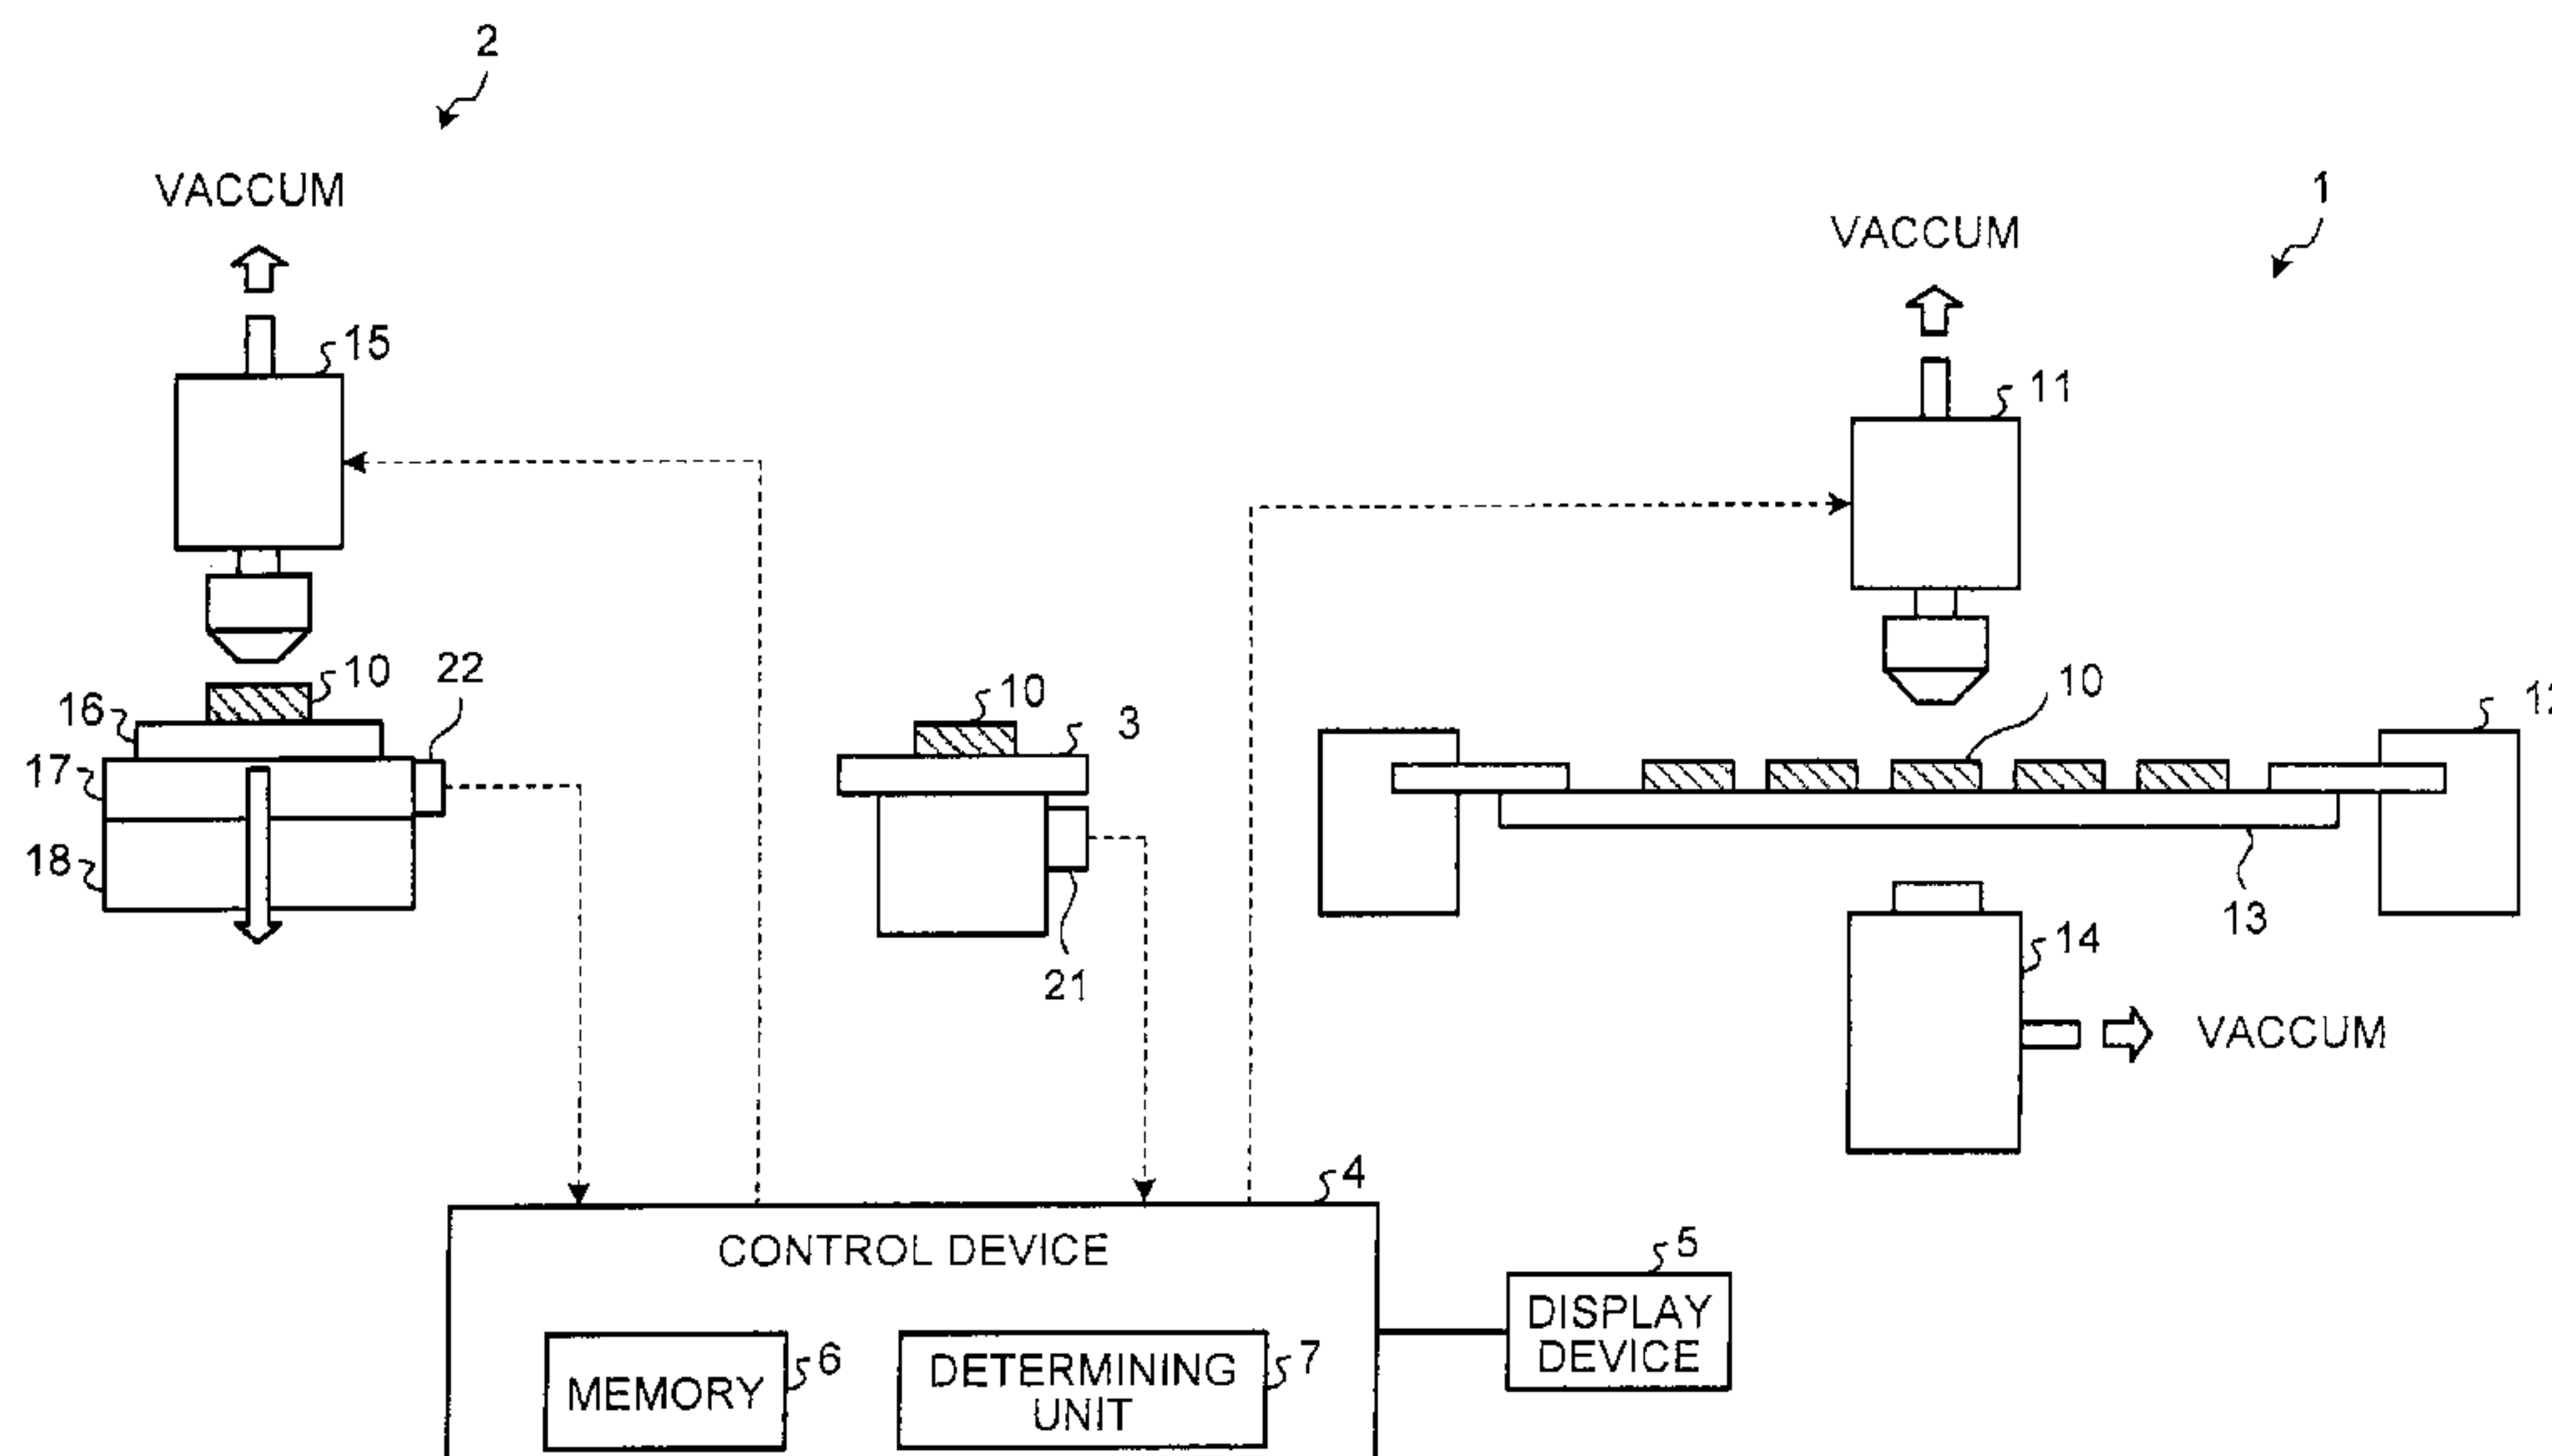 2
VACCUM
1
VACCUM
15
11
10
22
10
10
16
3
12
17
18
13
14
21
VACCUM
4
CONTROL DEVICE
5
DISPLAY
DEVICE
6
7
MEMORY
DETERMINING
UNIT